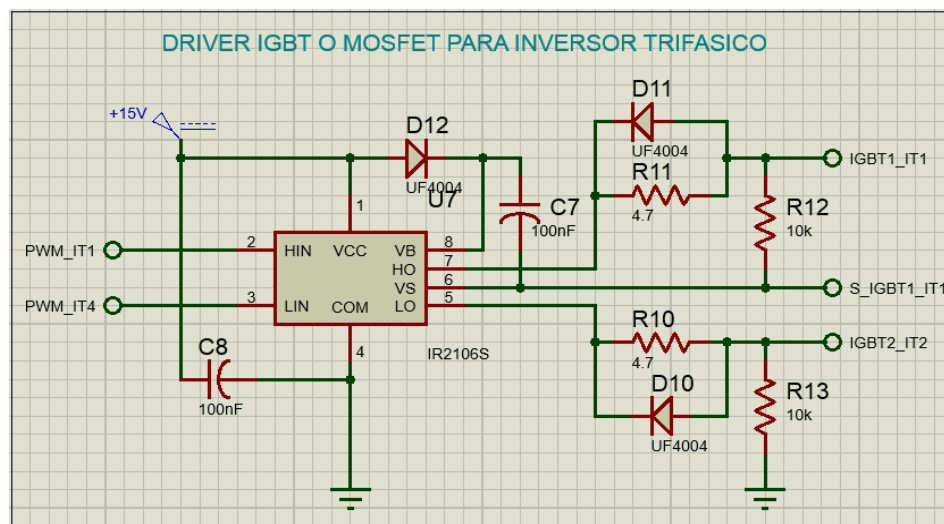 DRIVER IGBT O MOSFET PARA INVERSOR TRIFASICO
+15V
D12
UF4004
U7
C7
100nF
D11
UF4004
R11
4.7
IGBT1_IT1
R12
10k
1
PWM_IT1
2
HIN
VCC
VB
8
HO
7
VS
6
S_IGBT1_IT1
PWM_IT4
3
LIN
COM
LO
5
4
IR2106S
C8
100nF
R10
4.7
IGBT2_IT2
D10
UF4004
R13
10k